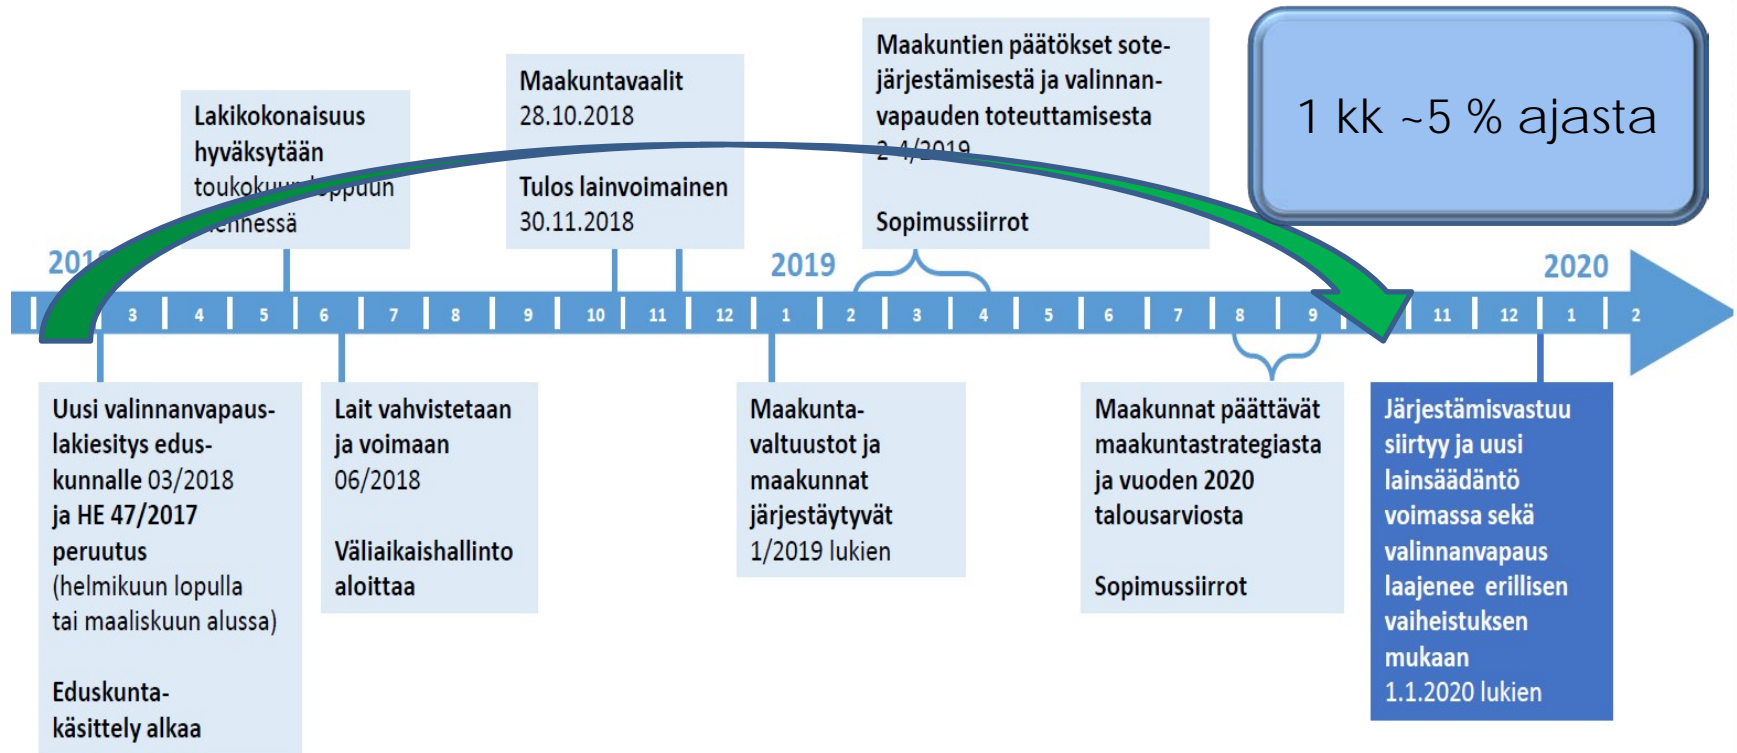 Maakuntien päätökset sote-
järjestämisestä ja valinnan-
vapauden toteuttamisesta
2-4/2019
Sopimussiirrot
1 kk ~5 % ajasta
Maakuntavaalit
28.10.2018
Tulos lainvoimainen
30.11.2018
Lakikokonaisuus
hyväksytään
toukokuun loppuun
mennessä
2018
2019
2020
3 4 5 6 7 8 9 10 11 12 1 2 3 4 5 6 7 8 9 11 12 1 2
Uusi valinnanvapaus-
lakiesitys edus-
kunnalle 03/2018
ja HE 47/2017
peruutus
(helmikuun lopulla
tai maaliskuun alussa)
Eduskunta-
käsittely alkaa
Lait vahvistetaan
ja voimaan
06/2018
Väliaikaishallinto
aloittaa
Maakunta-
valtuustot ja
maakunnat
järjestäytyvät
1/2019 lukien
Maakunnat päättävät
maakuntastrategiasta
ja vuoden 2020
talousarviosta
Sopimussiirrot
Järjestämisvastuu
siirtyy ja uusi
lainsäädäntö
voimassa sekä
valinnanvapaus
laajenee erillisen
vaiheistuksen
mukaan
1.1.2020 lukien